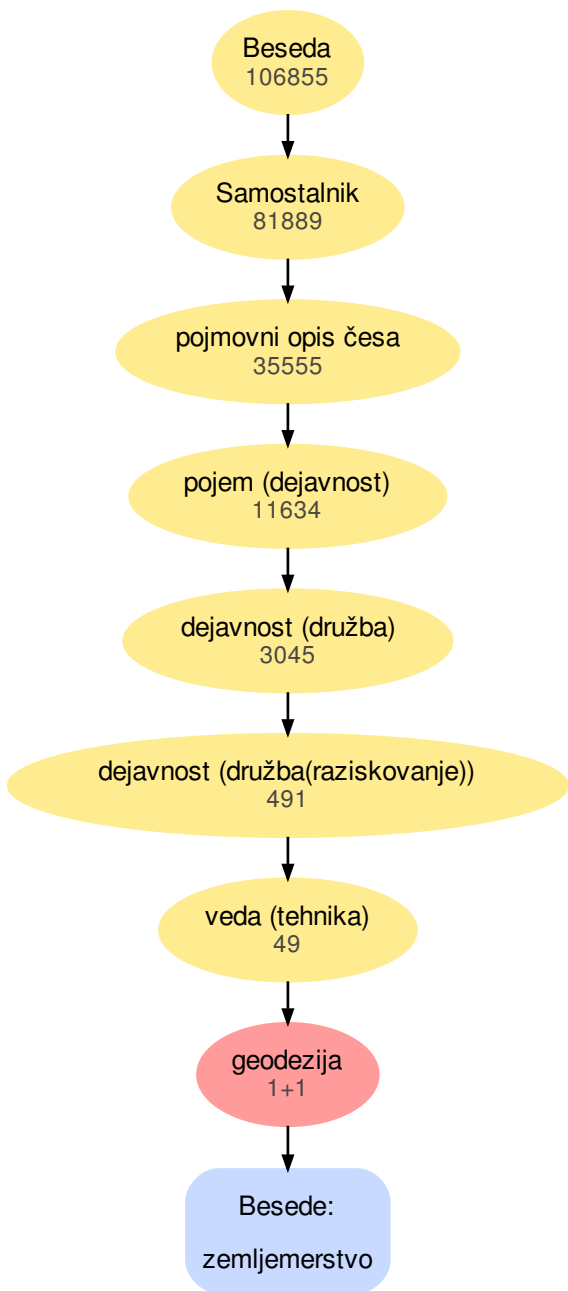 Beseda
106855
Samostalnik
81889
pojmovni opis česa
35555
pojem (dejavnost)
11634
dejavnost (družba)
3045
dejavnost (družba(raziskovanje))
491
veda (tehnika)
49
geodezija
1+1
Besede:
zemljemerstvo